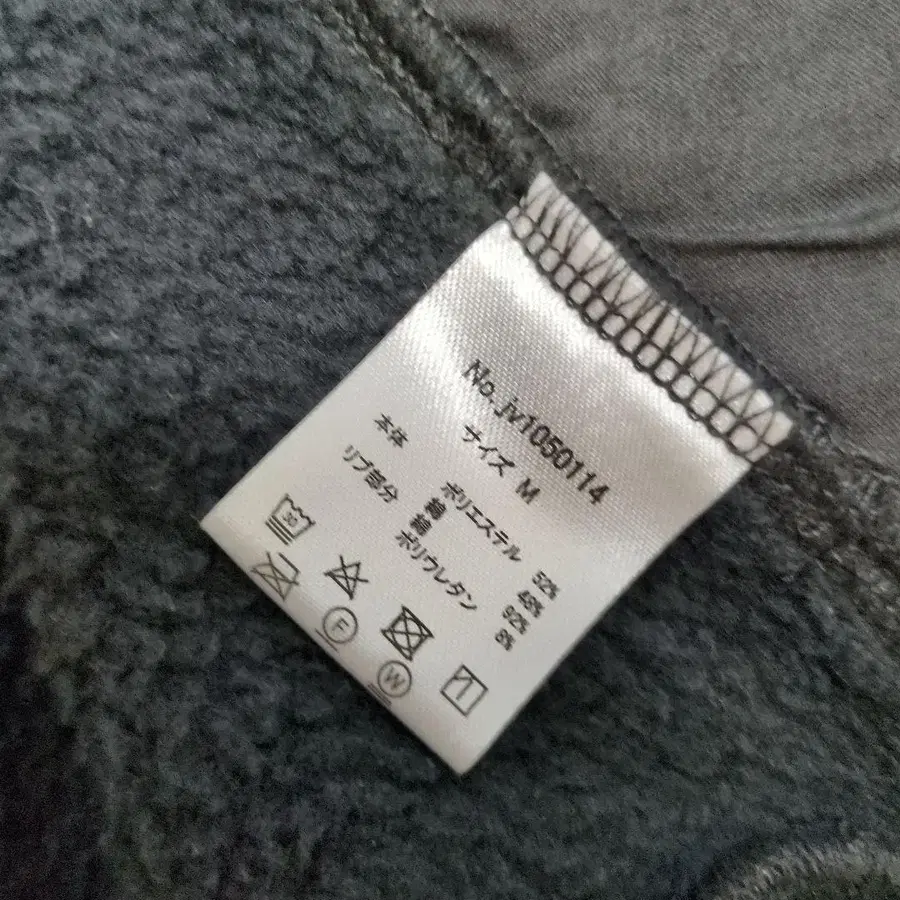 No.jv1050114
サイズ M
本体 ポリエステル 52%
綿 48%
リブ部分 綿 92%
ポリウレタン 8%
30
F
W